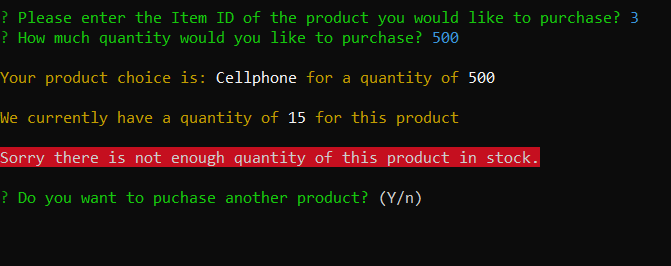 ? Please enter the Item ID of the product you would like to purchase? 3
? How much quantity would you like to purchase? 500
Your product choice is: Cellphone for a quantity of 500
We currently have a quantity of 15 for this product
Sorry there is not enough quantity of this product in stock.
? Do you want to puchase another product? (Y/n)